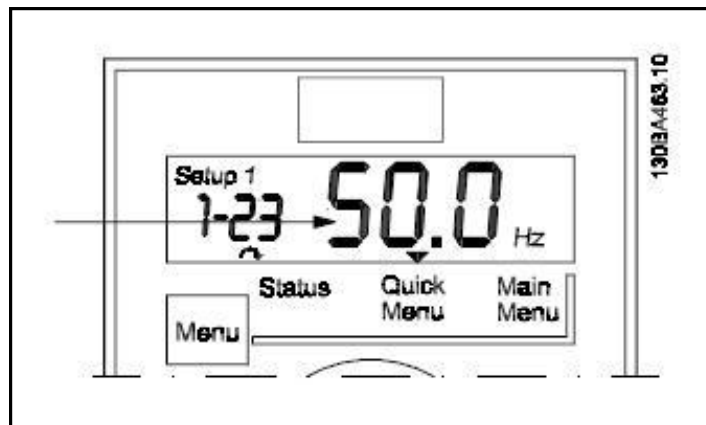 130BA463.10
Setup 1
1-23 50.0 Hz
Status Quick Menu Main Menu
Menu